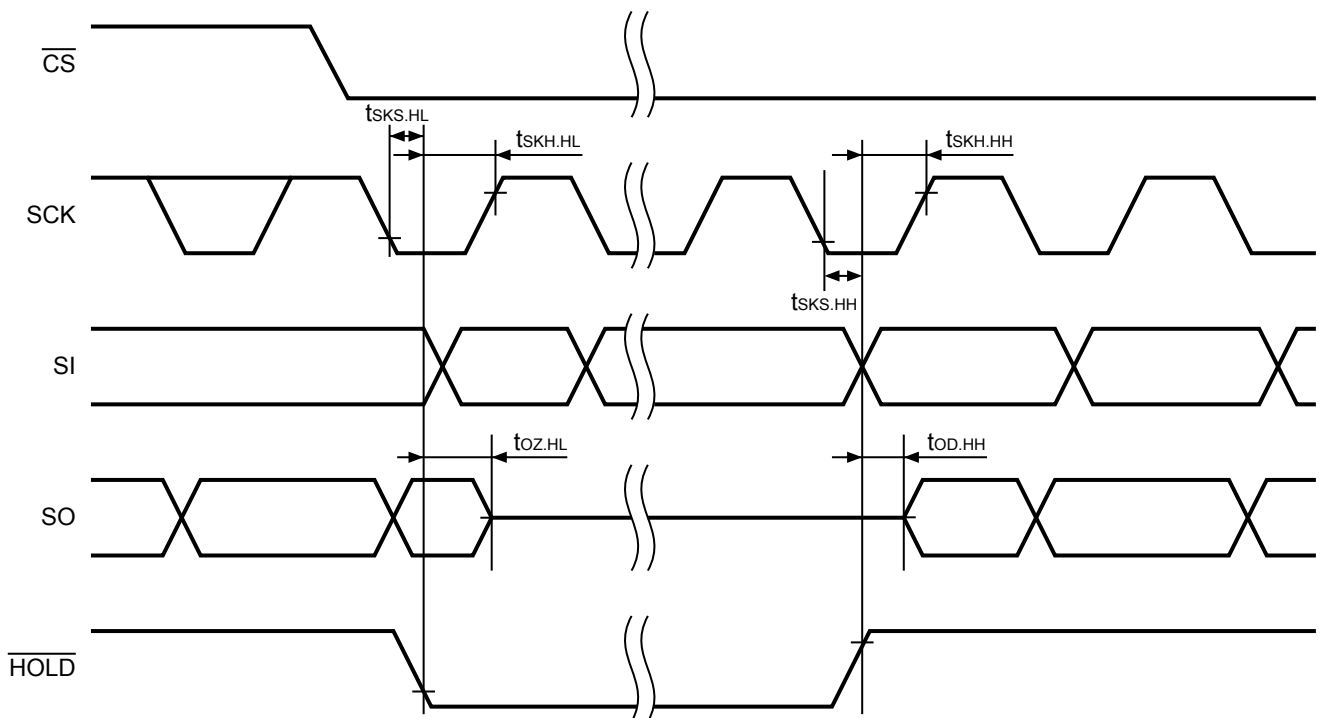 CS
tSKS.HL
tSKH.HL
tSKH.HH
SCK
tSKS.HH
SI
tOZ.HL
tOD.HH
SO
HOLD